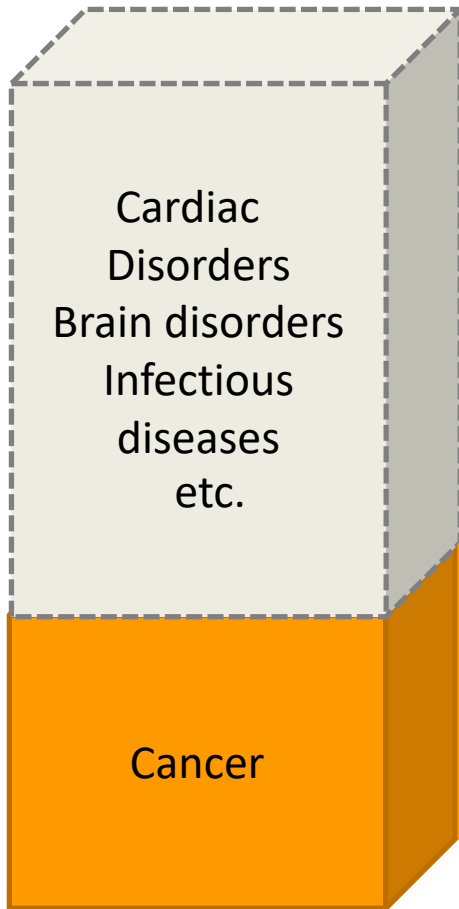 Cardiac
Disorders
Brain disorders
Infectious
diseases
etc.
Cancer